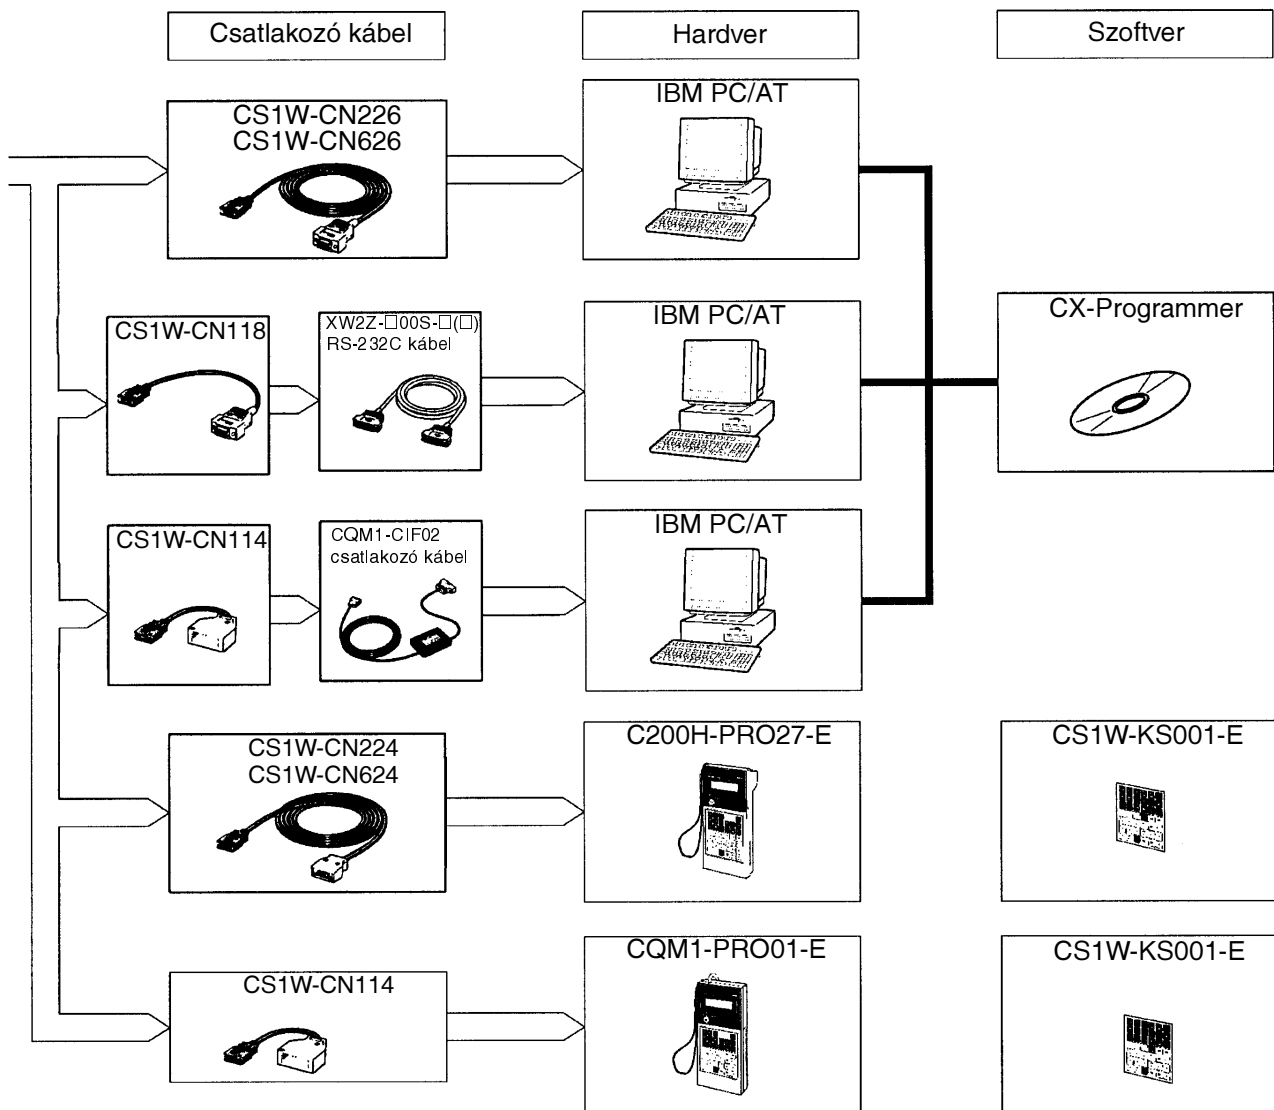 Csatlakozó kábel
Hardver
Szoftver
CS1W-CN226
CS1W-CN626
IBM PC/AT
CS1W-CN118
XW2Z-□00S-□(□)
RS-232C kábel
IBM PC/AT
CX-Programmer
CS1W-CN114
CQM1-CIF02
csatlakozó kábel
IBM PC/AT
CS1W-CN224
CS1W-CN624
C200H-PRO27-E
CS1W-KS001-E
CS1W-CN114
CQM1-PRO01-E
CS1W-KS001-E